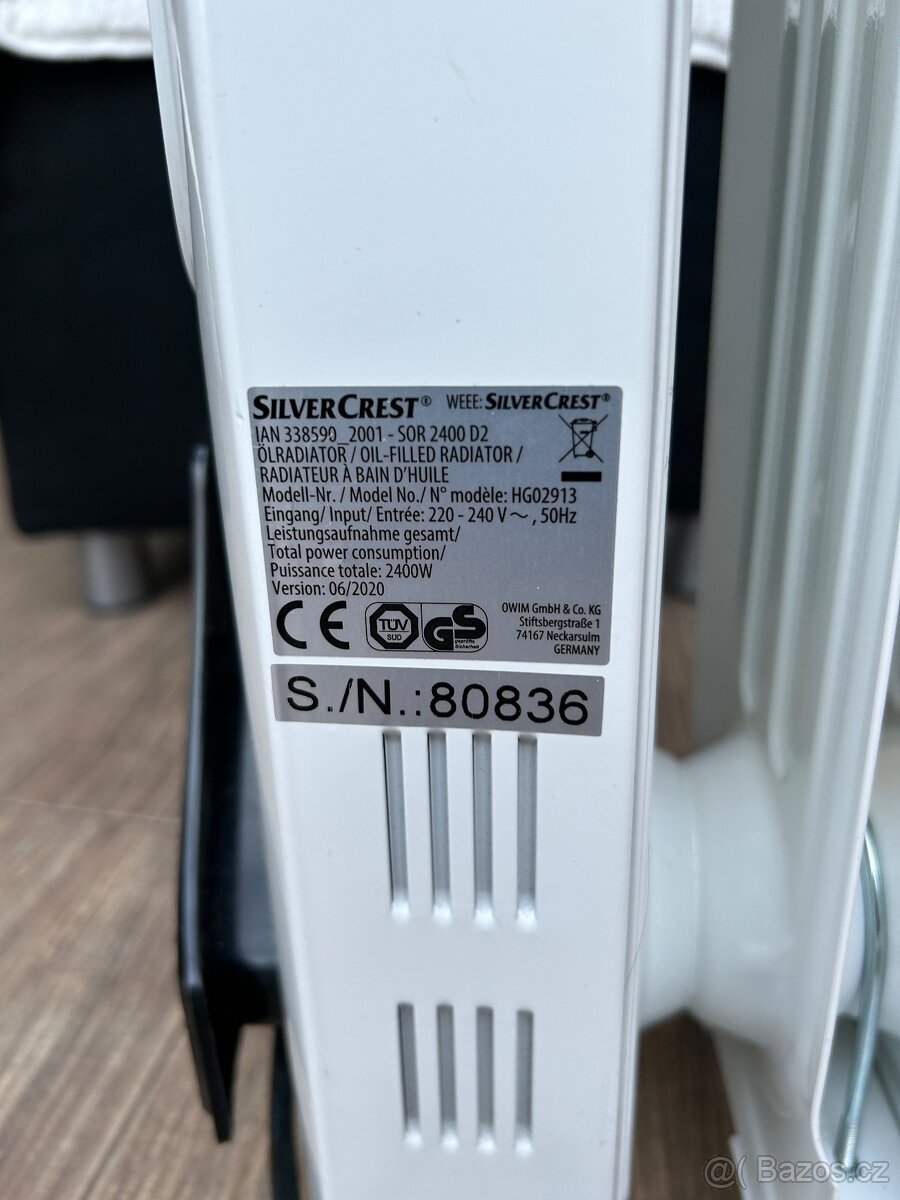 SILVERCREST® WEEE: SILVERCREST®
IAN 338590_2001 - SOR 2400 D2
ÖLRADIATOR / OIL-FILLED RADIATOR /
RADIATEUR À BAIN D'HUILE
Modell-Nr. / Model No./ N° modèle: HG02913
Eingang/ Input/ Entrée: 220 - 240 V ~ , 50Hz
Leistungsaufnahme gesamt/
Total power consumption/
Puissance totale: 2400W
Version: 06/2020
CE
TÜV
SÜD
GS
geprüfte
Sicherheit
OWIM GmbH & Co. KG
Stiftsbergstraße 1
74167 Neckarsulm
GERMANY
S./N.:80836
@( Bazos.cz